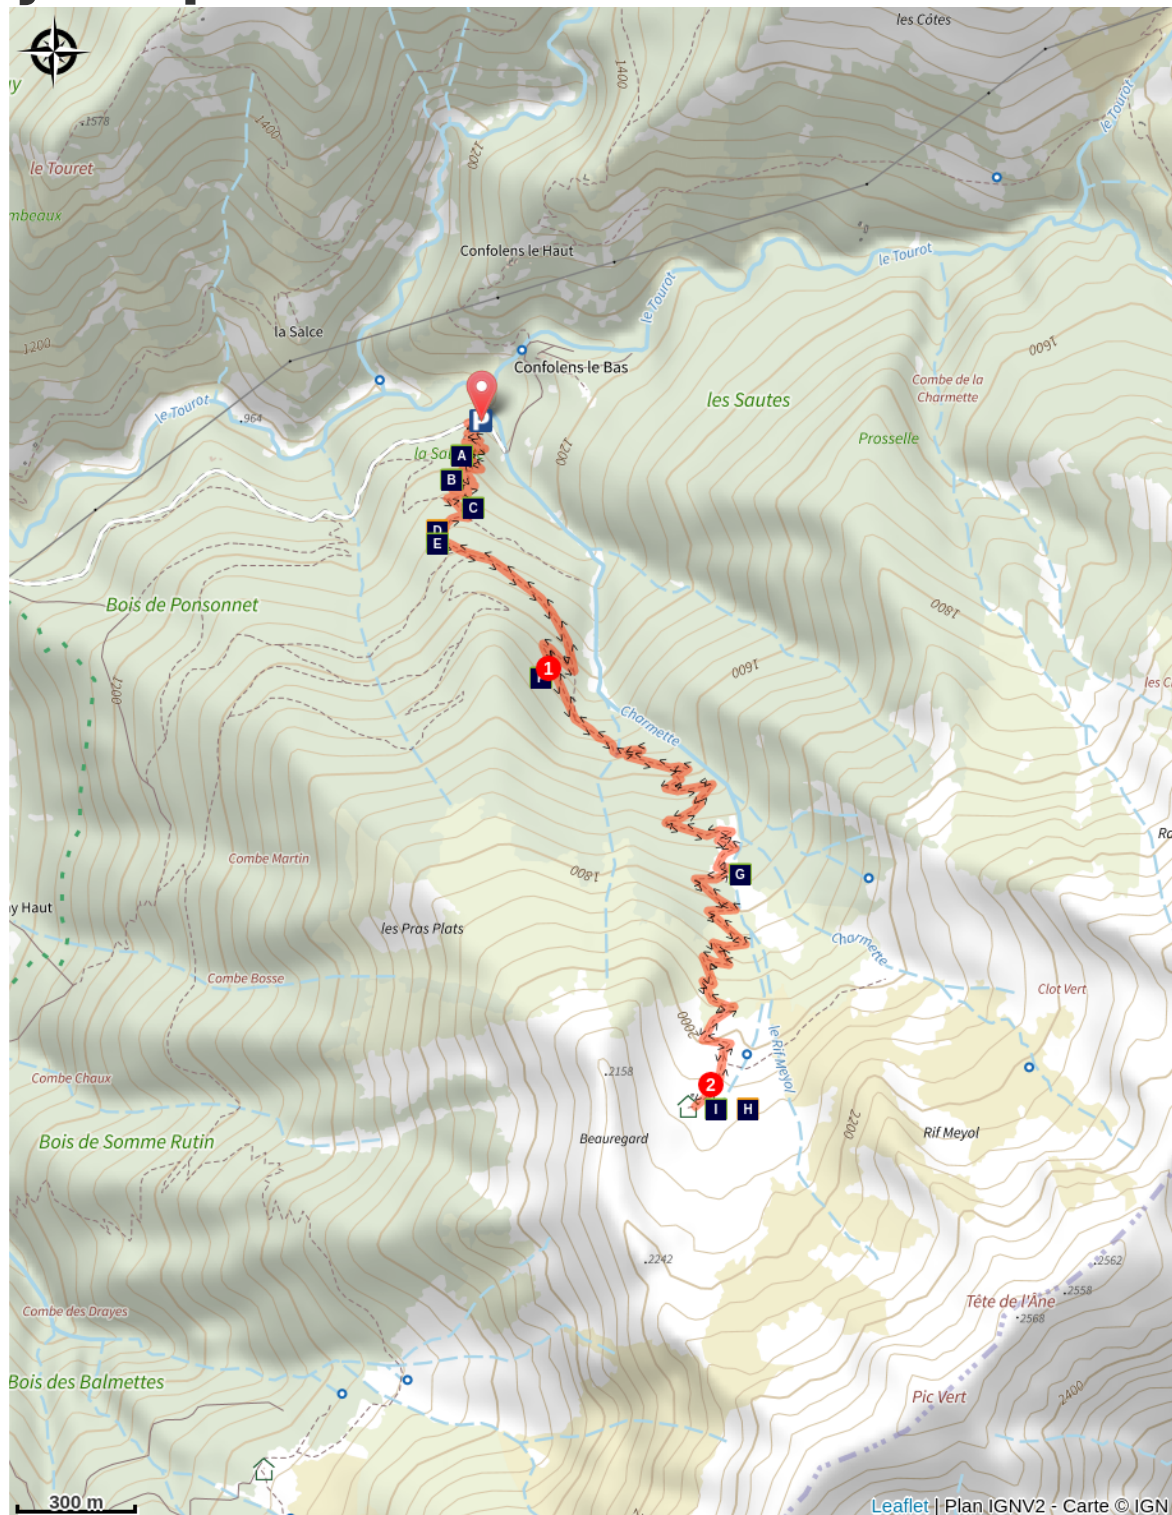 les Côtes
1400
le Tourot
.1578
1400
1200
le Touret
mbeaux
Confolens le Haut
le Tourot
le Tourot
la Salce
1200
Confolens le Bas
1600
Combe de la
Charmette
les Sautes
le Tourot
.964
Prosselle
1200
A
B
C
D
E
Bois de Ponsonnet
1800
1200
1600
1
Charmette
Combe Martin
1800
G
y Haut
les Pras Plats
Charmette
Combe Bosse
Clot Vert
2000
le Rif Meyol
.2158
Combe Chaux
2
I
H
2200
Rif Meyol
Beauregard
Bois de Somme Rutin
.2242
.2562
.2558
Tête de l'Âne
.2568
Combe des Drayes
Bois des Balmettes
Pic Vert
2400
300 m
Leaflet | Plan IGNV2 - Carte © IGN